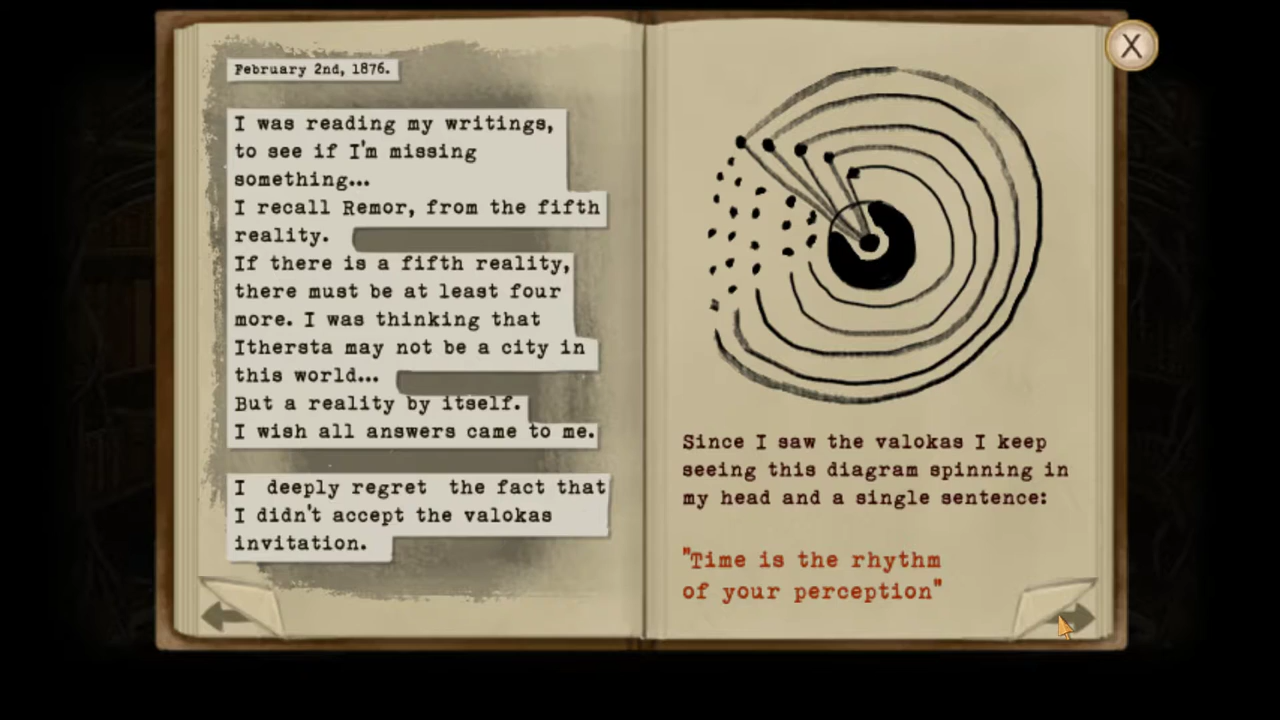 February 2nd, 1876.
I was reading my writings,
to see if I'm missing
something...
I recall Remor, from the fifth
reality.
If there is a fifth reality,
there must be at least four
more. I was thinking that
Ithersta may not be a city in
this world...
But a reality by itself.
I wish all answers came to me.
I deeply regret the fact that
I didn't accept the valokas
invitation.
Since I saw the valokas I keep
seeing this diagram spinning in
my head and a single sentence:
"Time is the rhythm
of your perception"
X